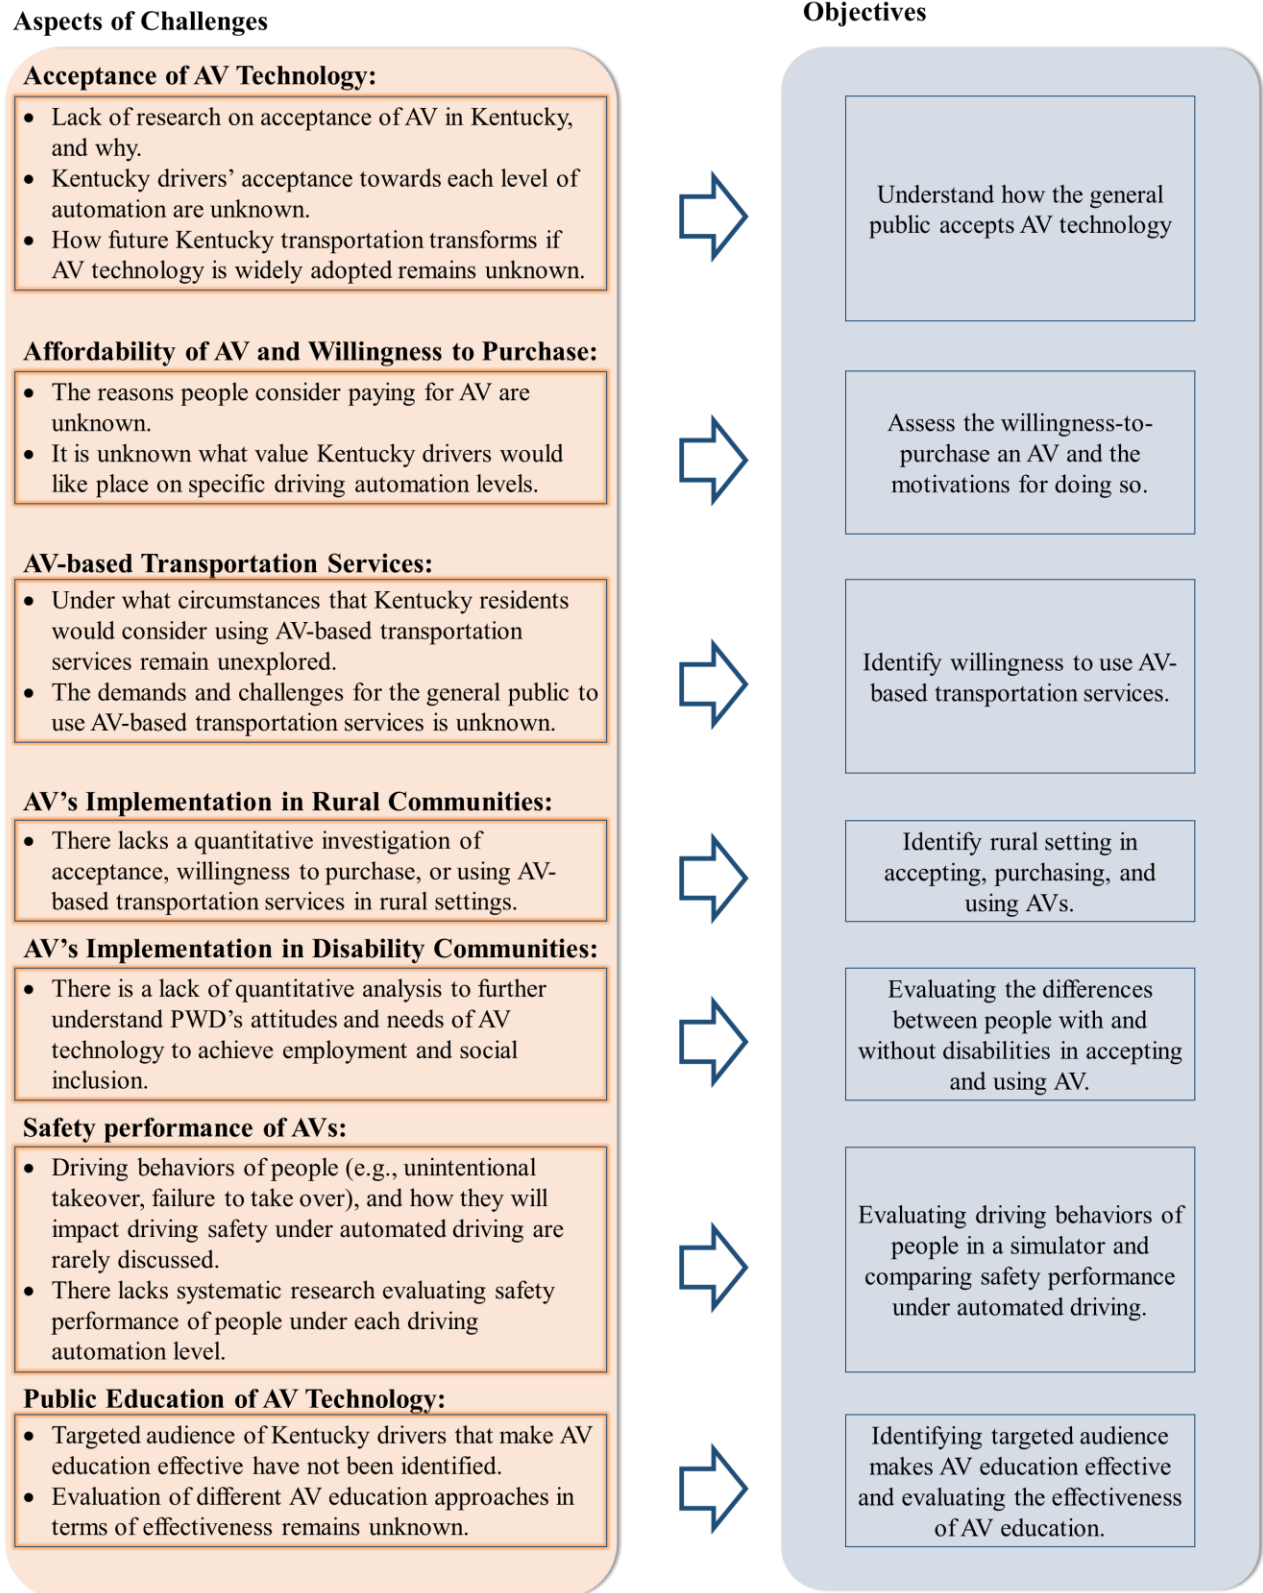 Aspects of Challenges
Objectives
Acceptance of AV Technology:
• Lack of research on acceptance of AV in Kentucky,
and why.
• Kentucky drivers’ acceptance towards each level of
automation are unknown.
• How future Kentucky transportation transforms if
AV technology is widely adopted remains unknown.
Understand how the general
public accepts AV technology
Affordability of AV and Willingness to Purchase:
• The reasons people consider paying for AV are
unknown.
• It is unknown what value Kentucky drivers would
like place on specific driving automation levels.
Assess the willingness-to-
purchase an AV and the
motivations for doing so.
AV-based Transportation Services:
• Under what circumstances that Kentucky residents
would consider using AV-based transportation
services remain unexplored.
• The demands and challenges for the general public to
use AV-based transportation services is unknown.
Identify willingness to use AV-
based transportation services.
AV’s Implementation in Rural Communities:
• There lacks a quantitative investigation of
acceptance, willingness to purchase, or using AV-
based transportation services in rural settings.
Identify rural setting in
accepting, purchasing, and
using AVs.
AV’s Implementation in Disability Communities:
• There is a lack of quantitative analysis to further
understand PWD’s attitudes and needs of AV
technology to achieve employment and social
inclusion.
Evaluating the differences
between people with and
without disabilities in accepting
and using AV.
Safety performance of AVs:
• Driving behaviors of people (e.g., unintentional
takeover, failure to take over), and how they will
impact driving safety under automated driving are
rarely discussed.
• There lacks systematic research evaluating safety
performance of people under each driving
automation level.
Evaluating driving behaviors of
people in a simulator and
comparing safety performance
under automated driving.
Public Education of AV Technology:
• Targeted audience of Kentucky drivers that make AV
education effective have not been identified.
• Evaluation of different AV education approaches in
terms of effectiveness remains unknown.
Identifying targeted audience
makes AV education effective
and evaluating the effectiveness
of AV education.